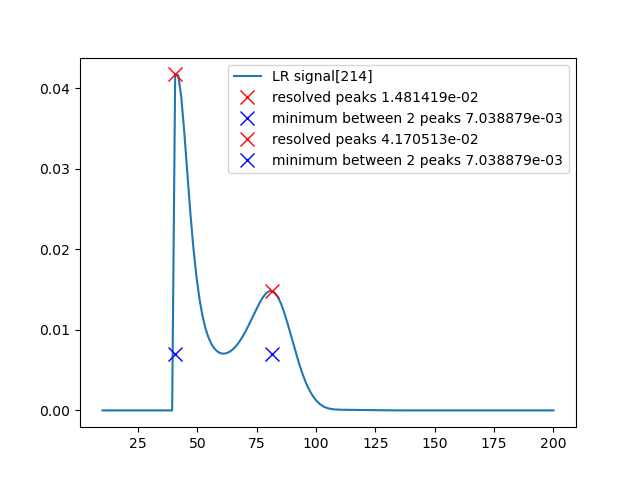 LR signal[214]
resolved peaks 1.481419e-02
minimum between 2 peaks 7.038879e-03
resolved peaks 4.170513e-02
minimum between 2 peaks 7.038879e-03
0.04
0.03
0.02
0.01
0.00
25 50 75 100 125 150 175 200